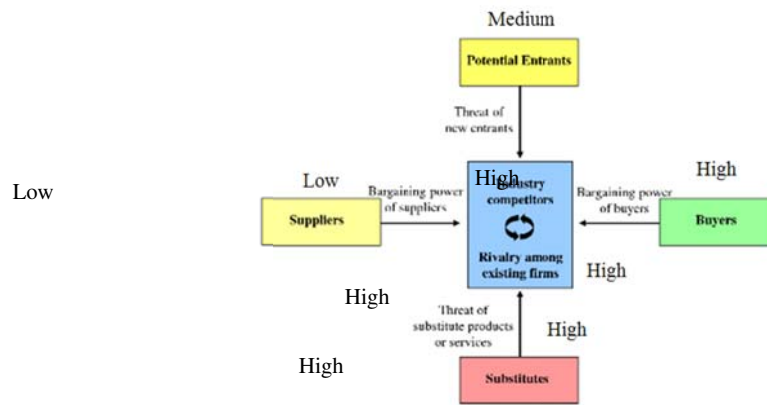 Medium
Potential Entrants
Threat of
new entrants
Low
Low
Bargaining power
of suppliers
Suppliers
High
Industry
competitors
Rivalry among
existing firms
High
Bargaining power
of buyers
Buyers
High
High
Threat of
substitute products
or services
High
High
Substitutes